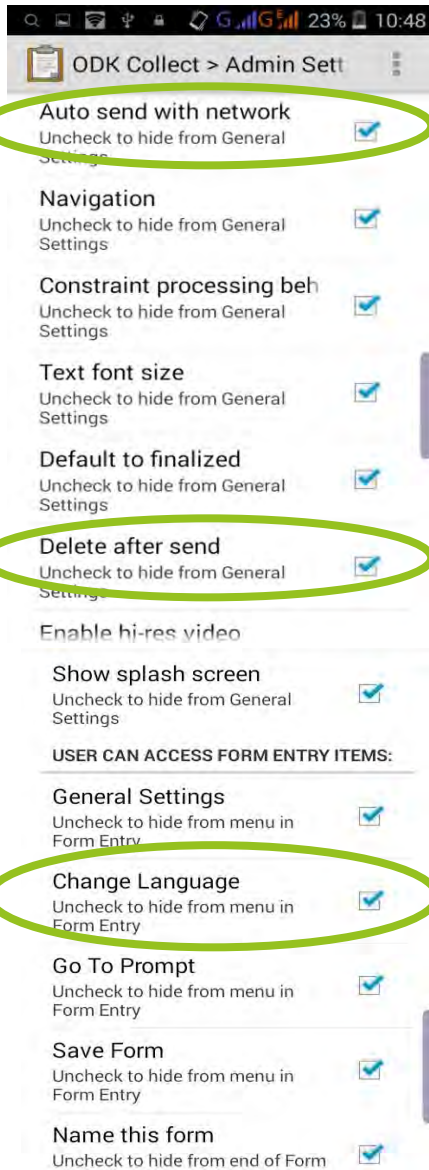 G G 23% 10:48
ODK Collect > Admin Sett
Auto send with network
Uncheck to hide from General
Settings
Navigation
Uncheck to hide from General
Settings
Constraint processing beh
Uncheck to hide from General
Settings
Text font size
Uncheck to hide from General
Settings
Default to finalized
Uncheck to hide from General
Settings
Delete after send
Uncheck to hide from General
Settings
Enable hi-res video
Show splash screen
Uncheck to hide from General
Settings
USER CAN ACCESS FORM ENTRY ITEMS:
General Settings
Uncheck to hide from menu in
Form Entry
Change Language
Uncheck to hide from menu in
Form Entry
Go To Prompt
Uncheck to hide from menu in
Form Entry
Save Form
Uncheck to hide from menu in
Form Entry
Name this form
Uncheck to hide from end of Form